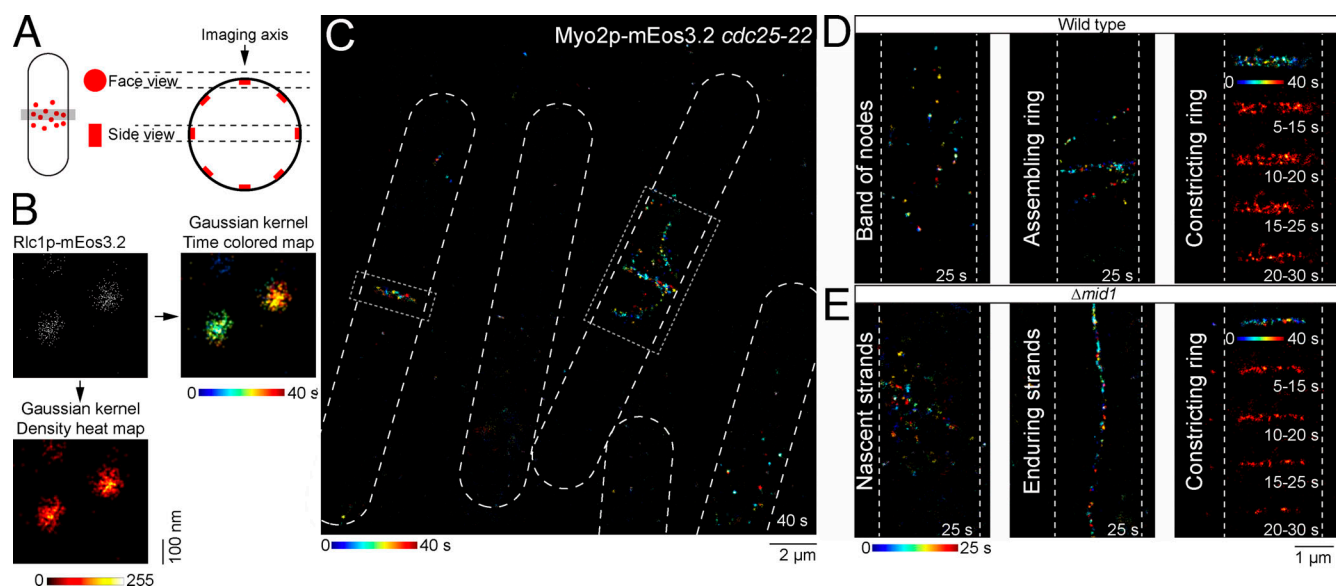 A
Imaging axis
Face view
Side view
B
Rlc1p-mEos3.2
Gaussian kernel
Time colored map
0 40 s
Gaussian kernel
Density heat map
100 nm
0 255
C
Myo2p-mEos3.2 cdc25-22
40 s
0 40 s
2 µm
D
Wild type
Band of nodes
25 s
Assembling ring
25 s
Constricting ring
0 40 s
5-15 s
10-20 s
15-25 s
20-30 s
E
Δmid1
Nascent strands
25 s
Enduring strands
25 s
Constricting ring
0 40 s
5-15 s
10-20 s
15-25 s
20-30 s
0 25 s
1 µm